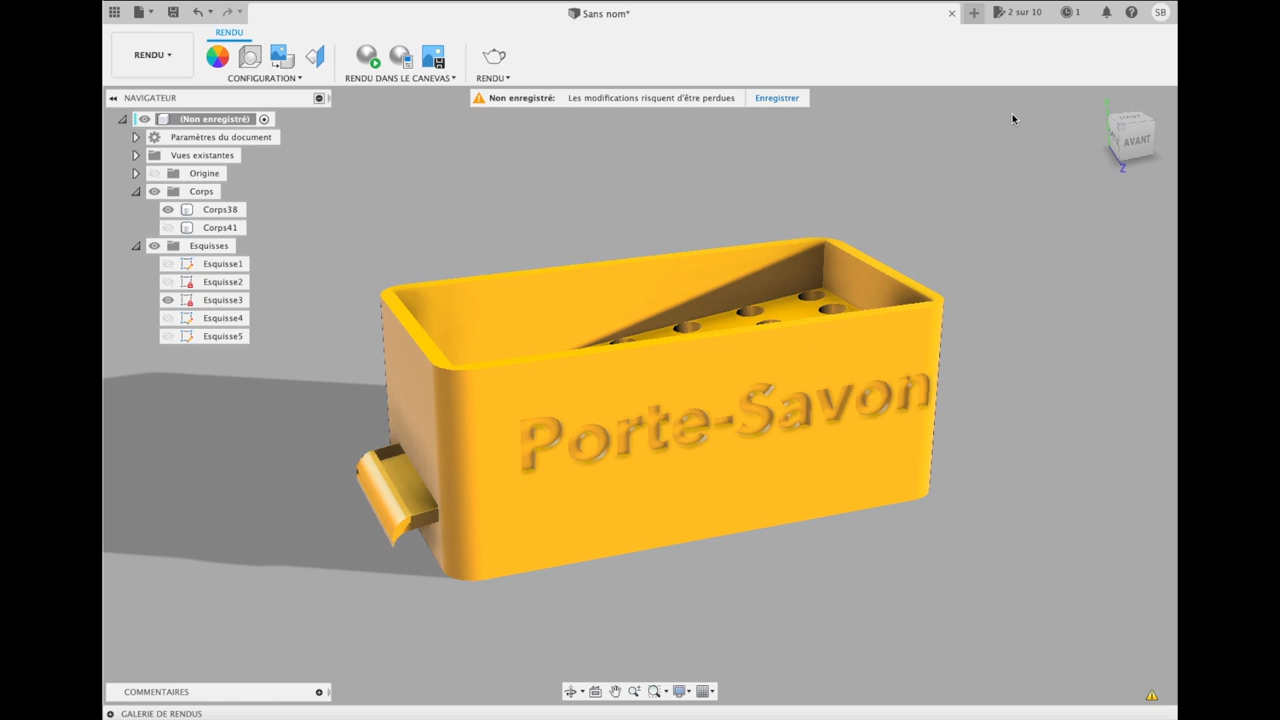 Sans nom*
2 sur 10
1
SB
RENDU
RENDU
CONFIGURATION
RENDU DANS LE CANEVAS
RENDU
NAVIGATEUR
Non enregistré: Les modifications risquent d'être perdues Enregistrer
(Non enregistré)
Paramètres du document
Vues existantes
Origine
Corps
Corps38
Corps41
Esquisses
Esquisse1
Esquisse2
Esquisse3
Esquisse4
Esquisse5
AVANT
Z
Porte-Savon
COMMENTAIRES
GALERIE DE RENDUS